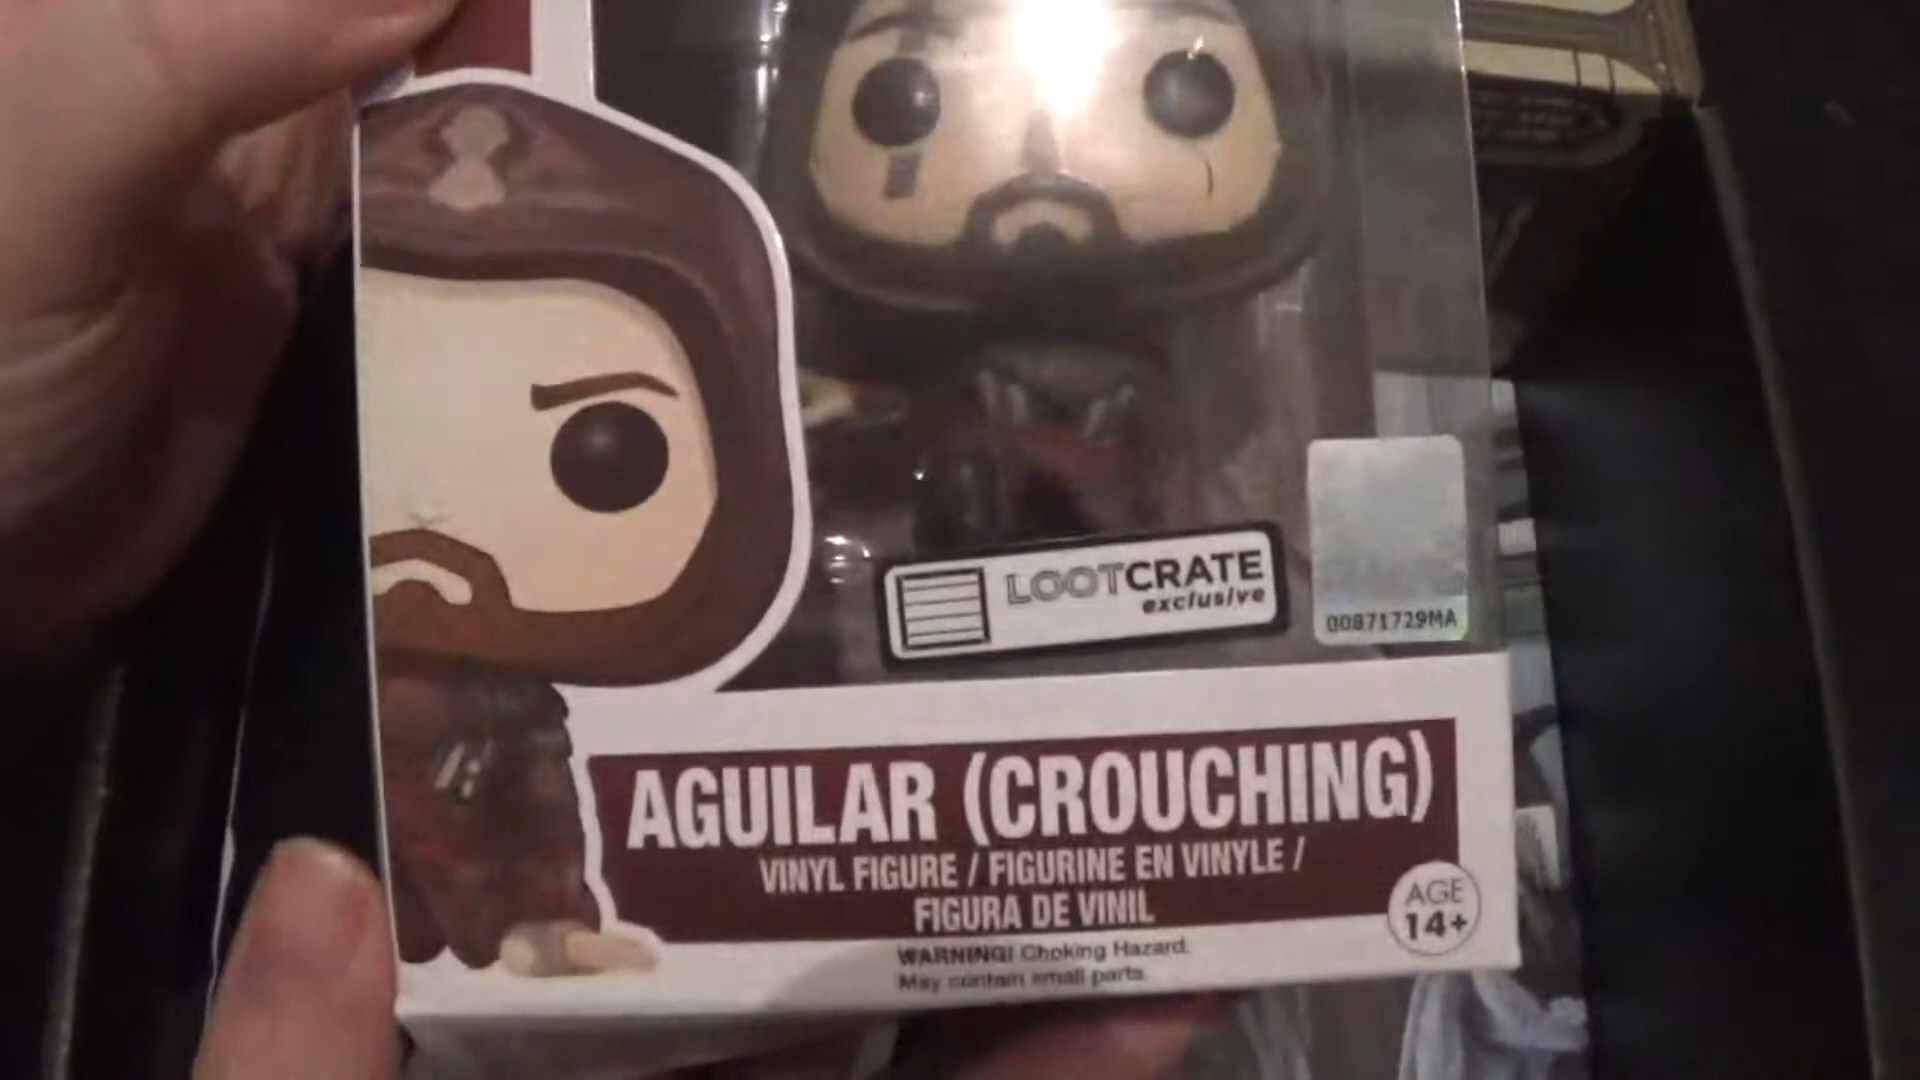 LOOTCRATE
exclusive
00871729MA
AGUILAR (CROUCHING)
VINYL FIGURE / FIGURINE EN VINYLE /
FIGURA DE VINIL
AGE
14+
WARNING! Choking Hazard.
May contain small parts.